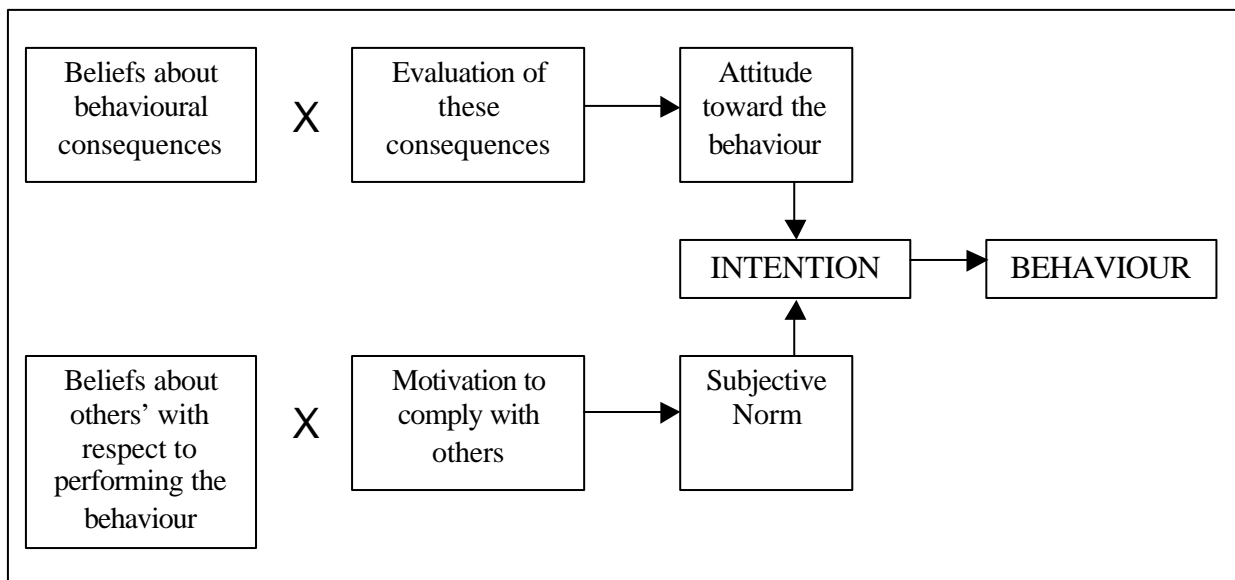 Beliefs about
behavioural
consequences
X
Evaluation of
these
consequences
Attitude
toward the
behaviour
INTENTION
BEHAVIOUR
Beliefs about
others’ with
respect to
performing the
behaviour
X
Motivation to
comply with
others
Subjective
Norm